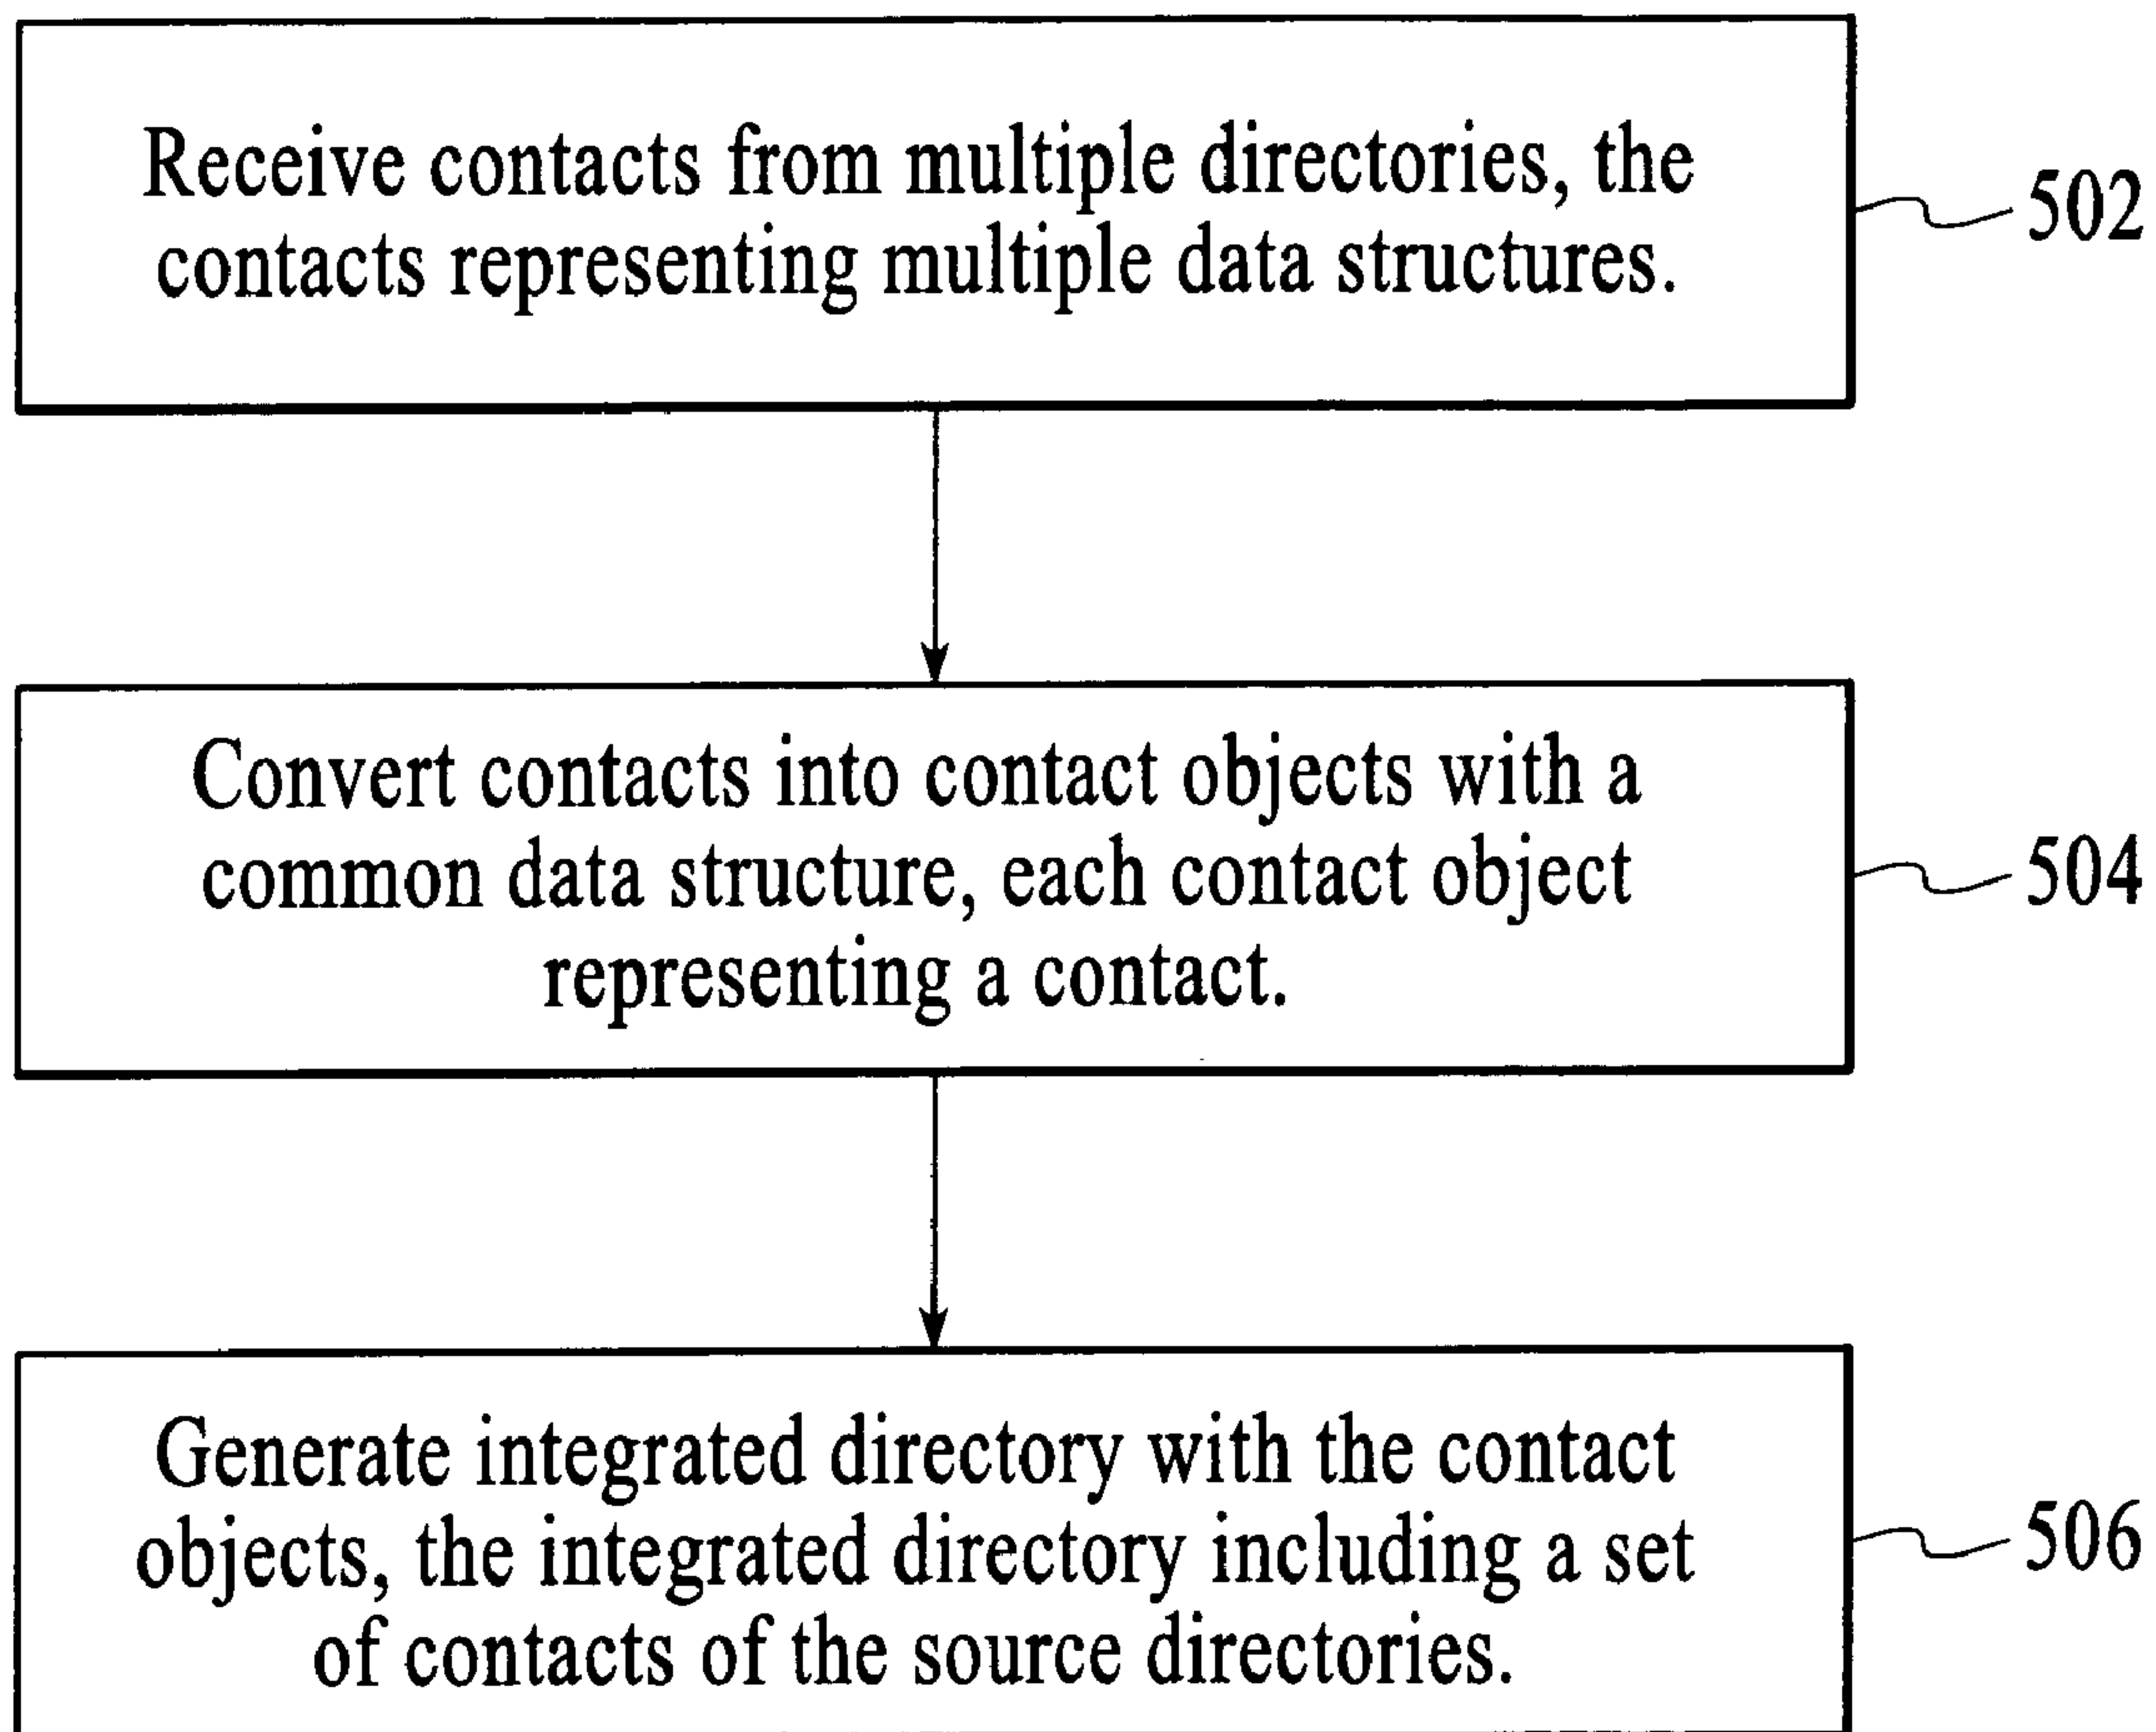 Receive contacts from multiple directories, the
contacts representing multiple data structures.
502
Convert contacts into contact objects with a
common data structure, each contact object
representing a contact.
504
Generate integrated directory with the contact
objects, the integrated directory including a set
of contacts of the source directories.
506